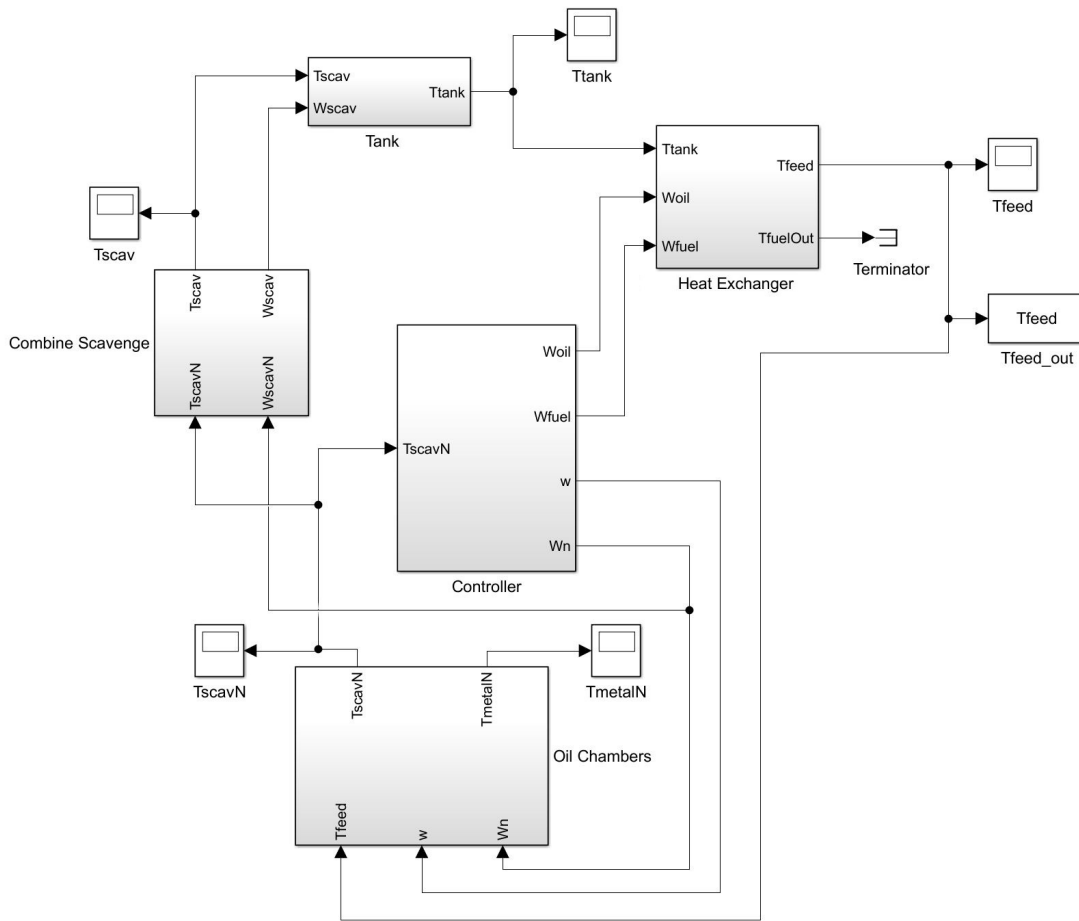 Ttank
Tscav
Wscav
Ttank
Tank
Ttank
Woil
Wfuel
Tfeed
TfuelOut
Heat Exchanger
Tfeed
Terminator
Tscav
Tscav
Wscav
TscavN
WscavN
Combine Scavenge
Tfeed
Tfeed_out
TscavN
Woil
Wfuel
w
Wn
Controller
TscavN
TmetalN
TscavN
TmetalN
Oil Chambers
Tfeed
w
Wn